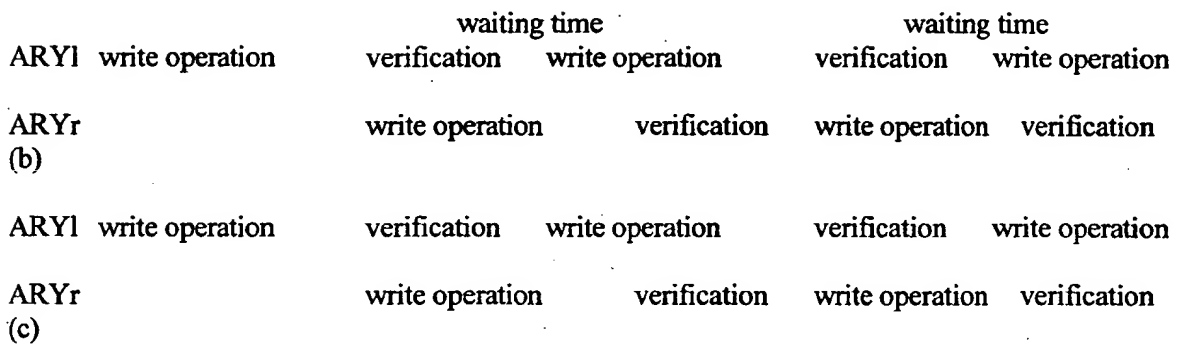 waiting time waiting time
ARYl write operation verification write operation verification write operation
ARYr write operation verification write operation verification
(b)
ARYl write operation verification write operation verification write operation
ARYr write operation verification write operation verification
(c)